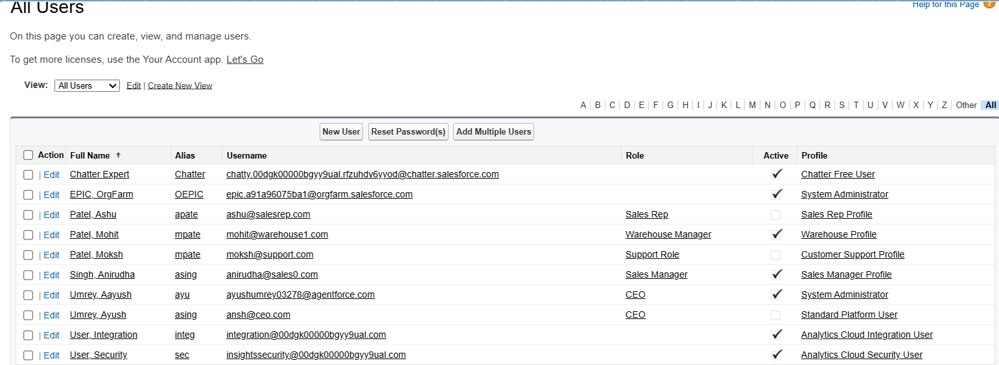 All Users
Help for this Page ?
On this page you can create, view, and manage users.
To get more licenses, use the Your Account app. Let's Go
View: All Users Edit | Create New View
A B C D E F G H I J K L M N O P Q R S T U V W X Y Z Other All
New User Reset Password(s) Add Multiple Users
Action Full Name ↑ Alias Username Role Active Profile
| Edit Chatter Expert Chatter chatty.00dgk00000bgyy9ual.rfzuhdv6yyod@chatter.salesforce.com ✓ Chatter Free User
| Edit EPIC, OrgFarm OEPIC epic.a91a96075ba1@orgfarm.salesforce.com ✓ System Administrator
| Edit Patel, Ashu apate ashu@salesrep.com Sales Rep Sales Rep Profile
| Edit Patel, Mohit mpate mohit@warehouse1.com Warehouse Manager ✓ Warehouse Profile
| Edit Patel, Moksh mpate moksh@support.com Support Role Customer Support Profile
| Edit Singh, Anirudha asing anirudha@sales0.com Sales Manager ✓ Sales Manager Profile
| Edit Umrey, Aayush ayu ayushumrey03278@agentforce.com CEO ✓ System Administrator
| Edit Umrey, Ayush asing ansh@ceo.com CEO Standard Platform User
| Edit User, Integration integ integration@00dgk00000bgyy9ual.com ✓ Analytics Cloud Integration User
| Edit User, Security sec insightssecurity@00dgk00000bgyy9ual.com ✓ Analytics Cloud Security User